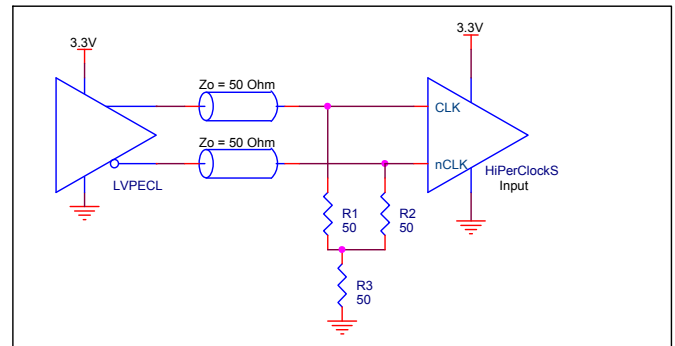 3.3V
3.3V
Zo = 50 Ohm
CLK
Zo = 50 Ohm
nCLK
HiPerClockS
Input
LVPECL
R1
50
R2
50
R3
50